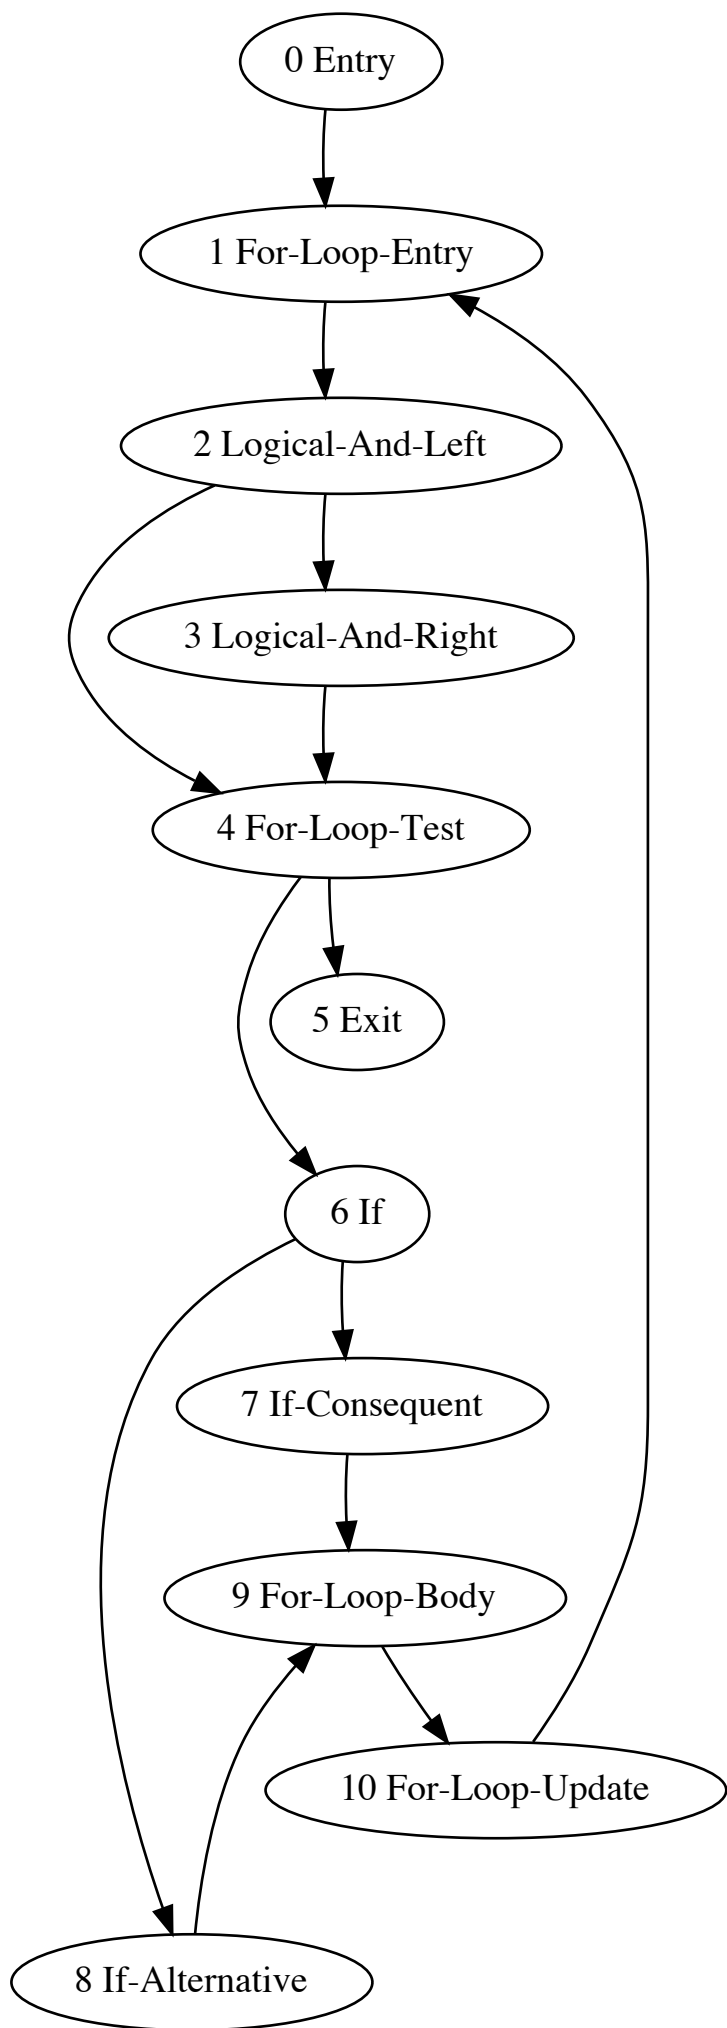 0 Entry
1 For-Loop-Entry
2 Logical-And-Left
3 Logical-And-Right
4 For-Loop-Test
5 Exit
6 If
7 If-Consequent
9 For-Loop-Body
10 For-Loop-Update
8 If-Alternative